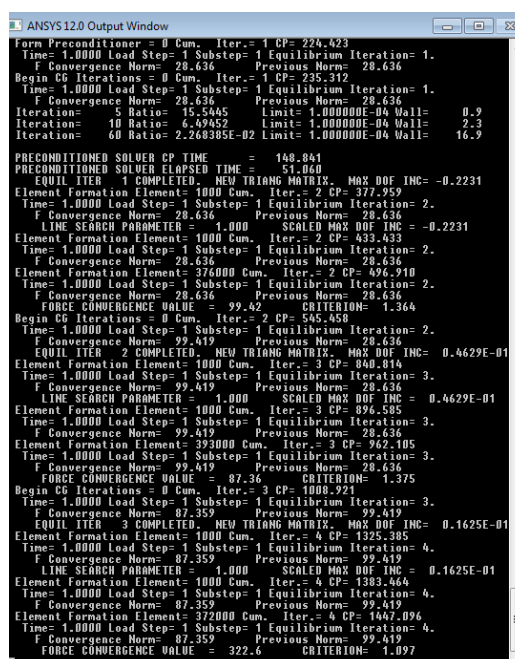 ANSYS 12.0 Output Window
Form Preconditioner = 0 Cum. Iter.= 1 CP= 224.423
Time= 1.0000 Load Step= 1 Substep= 1 Equilibrium Iteration= 1.
F Convergence Norm= 28.636 Previous Norm= 28.636
Begin CG Iterations = 0 Cum. Iter.= 1 CP= 235.312
Time= 1.0000 Load Step= 1 Substep= 1 Equilibrium Iteration= 1.
F Convergence Norm= 28.636 Previous Norm= 28.636
Iteration= 5 Ratio= 15.5445 Limit= 1.000000E-04 Wall= 0.9
Iteration= 10 Ratio= 6.49452 Limit= 1.000000E-04 Wall= 2.3
Iteration= 60 Ratio= 2.268385E-02 Limit= 1.000000E-04 Wall= 16.9
PRECONDITIONED SOLVER CP TIME = 148.841
PRECONDITIONED SOLVER ELAPSED TIME = 51.060
EQUIL ITER 1 COMPLETED. NEW TRIANG MATRIX. MAX DOF INC= -0.2231
Element Formation Element= 1000 Cum. Iter.= 2 CP= 377.959
Time= 1.0000 Load Step= 1 Substep= 1 Equilibrium Iteration= 2.
F Convergence Norm= 28.636 Previous Norm= 28.636
LINE SEARCH PARAMETER = 1.000 SCALED MAX DOF INC = -0.2231
Element Formation Element= 1000 Cum. Iter.= 2 CP= 433.433
Time= 1.0000 Load Step= 1 Substep= 1 Equilibrium Iteration= 2.
F Convergence Norm= 28.636 Previous Norm= 28.636
Element Formation Element= 376000 Cum. Iter.= 2 CP= 496.910
Time= 1.0000 Load Step= 1 Substep= 1 Equilibrium Iteration= 2.
F Convergence Norm= 28.636 Previous Norm= 28.636
FORCE CONVERGENCE VALUE = 99.42 CRITERION= 1.364
Begin CG Iterations = 0 Cum. Iter.= 2 CP= 545.458
Time= 1.0000 Load Step= 1 Substep= 1 Equilibrium Iteration= 2.
F Convergence Norm= 99.419 Previous Norm= 28.636
EQUIL ITER 2 COMPLETED. NEW TRIANG MATRIX. MAX DOF INC= 0.4629E-01
Element Formation Element= 1000 Cum. Iter.= 3 CP= 840.814
Time= 1.0000 Load Step= 1 Substep= 1 Equilibrium Iteration= 3.
F Convergence Norm= 99.419 Previous Norm= 28.636
LINE SEARCH PARAMETER = 1.000 SCALED MAX DOF INC = 0.4629E-01
Element Formation Element= 1000 Cum. Iter.= 3 CP= 896.585
Time= 1.0000 Load Step= 1 Substep= 1 Equilibrium Iteration= 3.
F Convergence Norm= 99.419 Previous Norm= 28.636
Element Formation Element= 393000 Cum. Iter.= 3 CP= 962.105
Time= 1.0000 Load Step= 1 Substep= 1 Equilibrium Iteration= 3.
F Convergence Norm= 99.419 Previous Norm= 28.636
FORCE CONVERGENCE VALUE = 87.36 CRITERION= 1.375
Begin CG Iterations = 0 Cum. Iter.= 3 CP= 1008.921
Time= 1.0000 Load Step= 1 Substep= 1 Equilibrium Iteration= 3.
F Convergence Norm= 87.359 Previous Norm= 99.419
EQUIL ITER 3 COMPLETED. NEW TRIANG MATRIX. MAX DOF INC= 0.1625E-01
Element Formation Element= 1000 Cum. Iter.= 4 CP= 1325.385
Time= 1.0000 Load Step= 1 Substep= 1 Equilibrium Iteration= 4.
F Convergence Norm= 87.359 Previous Norm= 99.419
LINE SEARCH PARAMETER = 1.000 SCALED MAX DOF INC = 0.1625E-01
Element Formation Element= 1000 Cum. Iter.= 4 CP= 1383.464
Time= 1.0000 Load Step= 1 Substep= 1 Equilibrium Iteration= 4.
F Convergence Norm= 87.359 Previous Norm= 99.419
Element Formation Element= 372000 Cum. Iter.= 4 CP= 1447.096
Time= 1.0000 Load Step= 1 Substep= 1 Equilibrium Iteration= 4.
F Convergence Norm= 87.359 Previous Norm= 99.419
FORCE CONVERGENCE VALUE = 322.6 CRITERION= 1.097